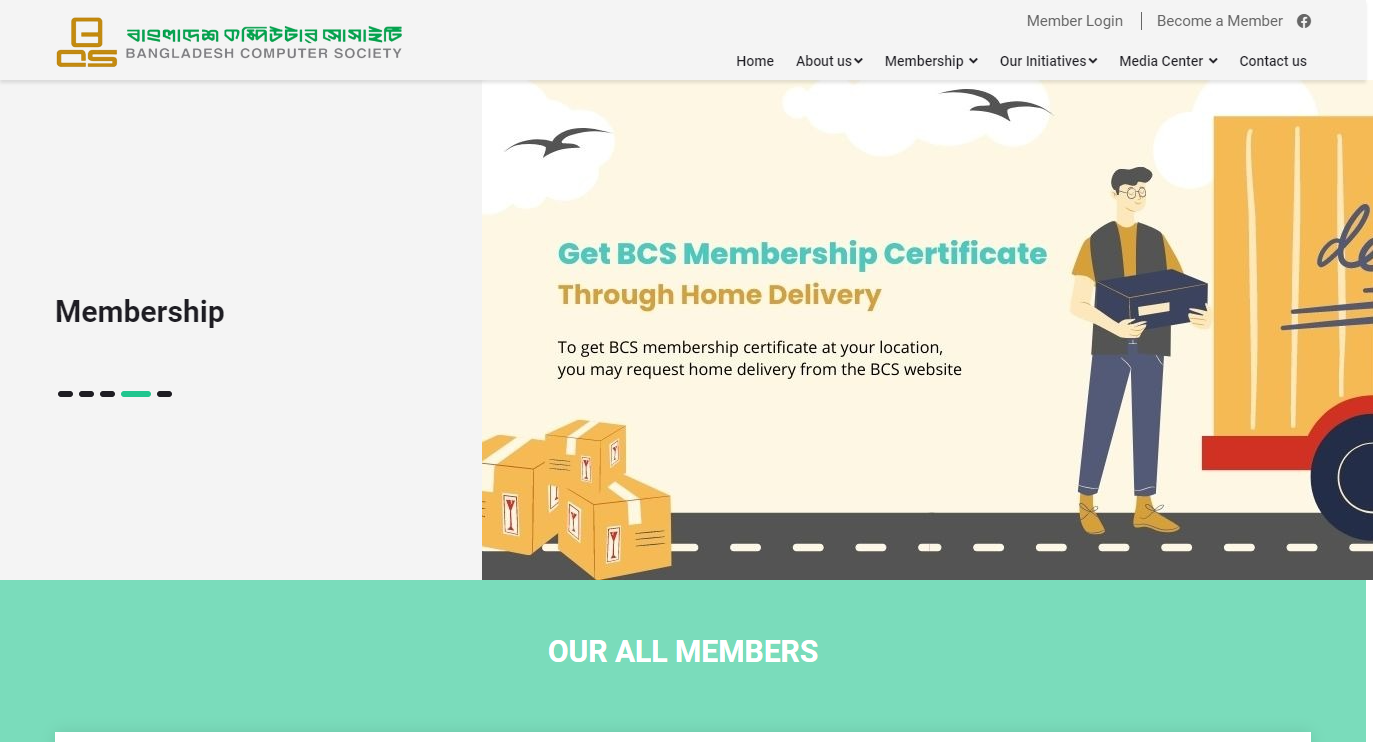 Member Login
Become a Member
বাংলাদেশ কম্পিউটার সোসাইটি
BANGLADESH COMPUTER SOCIETY
Home
About us
Membership
Our Initiatives
Media Center
Contact us
Get BCS Membership Certificate
Through Home Delivery
Membership
To get BCS membership certificate at your location,
you may request home delivery from the BCS website
OUR ALL MEMBERS